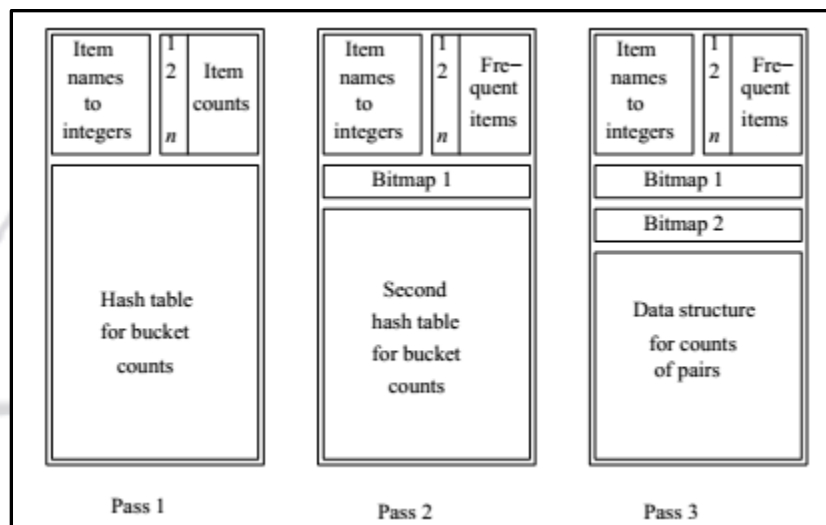 Item
names
to
integers
1
2
n
Item
counts
Hash table
for bucket
counts
Pass 1
Item
names
to
integers
1
2
n
Fre–
quent
items
Bitmap 1
Second
hash table
for bucket
counts
Pass 2
Item
names
to
integers
1
2
n
Fre–
quent
items
Bitmap 1
Bitmap 2
Data structure
for counts
of pairs
Pass 3